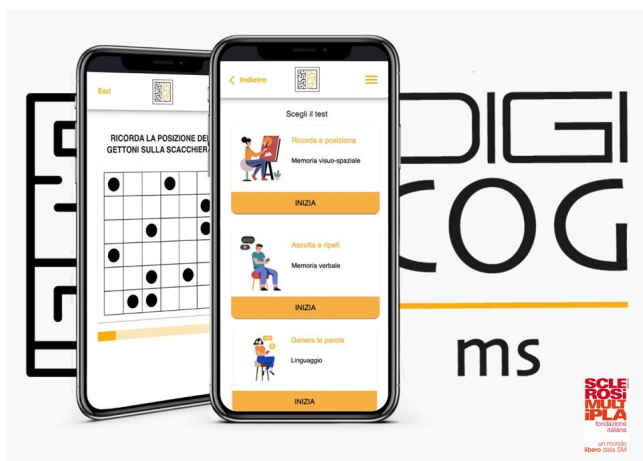 Esci
RICORDA LA POSIZIONE DEI
GETTONI SULLA SCACCHIERA
Indietro
Scegli il test
Ricorda e posiziona
Memoria visuo-spaziale
INIZIA
Ascolta e ripeti
Memoria verbale
INIZIA
Genera le parole
Linguaggio
INIZIA
DIGI
COG
ms
SCLE
ROSi
MULT
iPLA
fondazione
italiana
un mondo
libero dalla SM